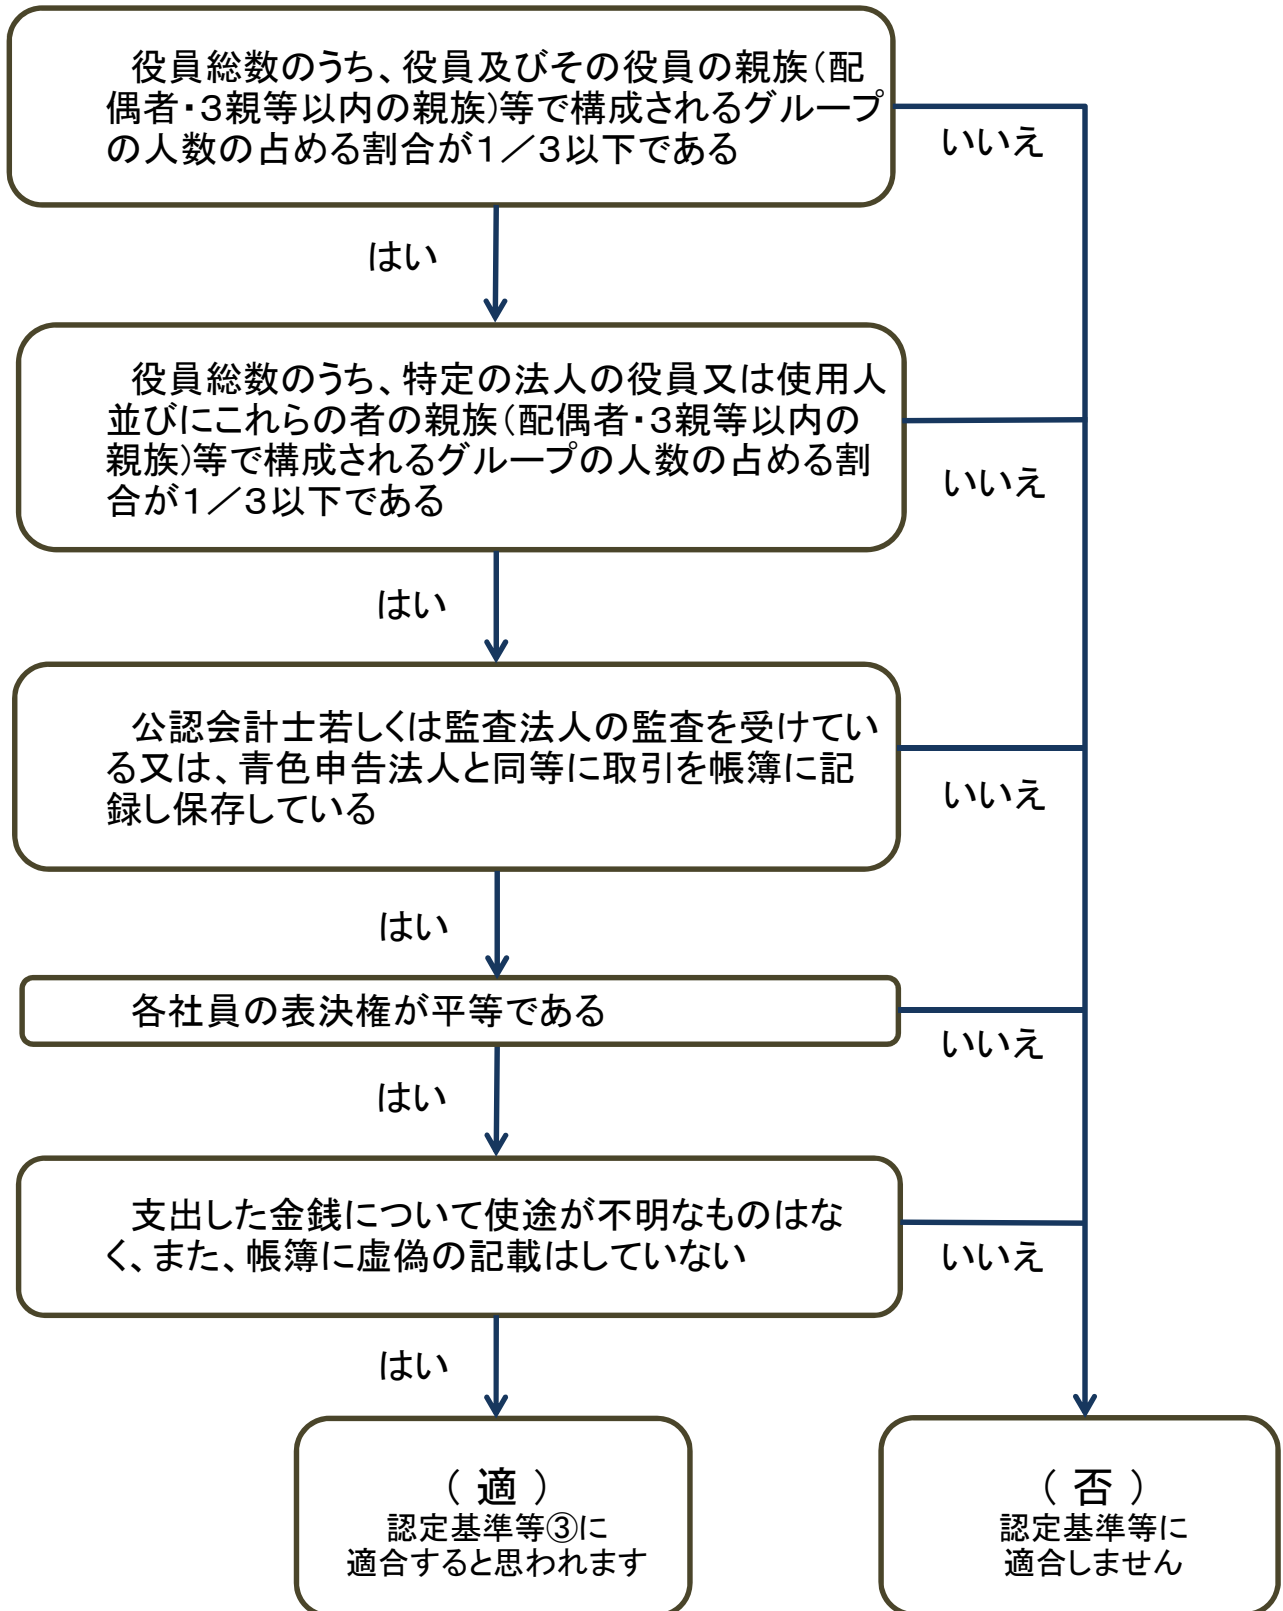 役員総数のうち、役員及びその役員の親族（配
偶者・３親等以内の親族）等で構成されるグループ
の人数の占める割合が１／３以下である
いいえ
はい
役員総数のうち、特定の法人の役員又は使用人
並びにこれらの者の親族（配偶者・３親等以内の
親族）等で構成されるグループの人数の占める割
合が１／３以下である
いいえ
はい
公認会計士若しくは監査法人の監査を受けてい
る又は、青色申告法人と同等に取引を帳簿に記
録し保存している
いいえ
はい
各社員の表決権が平等である
いいえ
はい
支出した金銭について使途が不明なものはな
く、また、帳簿に虚偽の記載はしていない
いいえ
はい
（ 適 ）
認定基準等③に
適合すると思われます
（ 否 ）
認定基準等に
適合しません